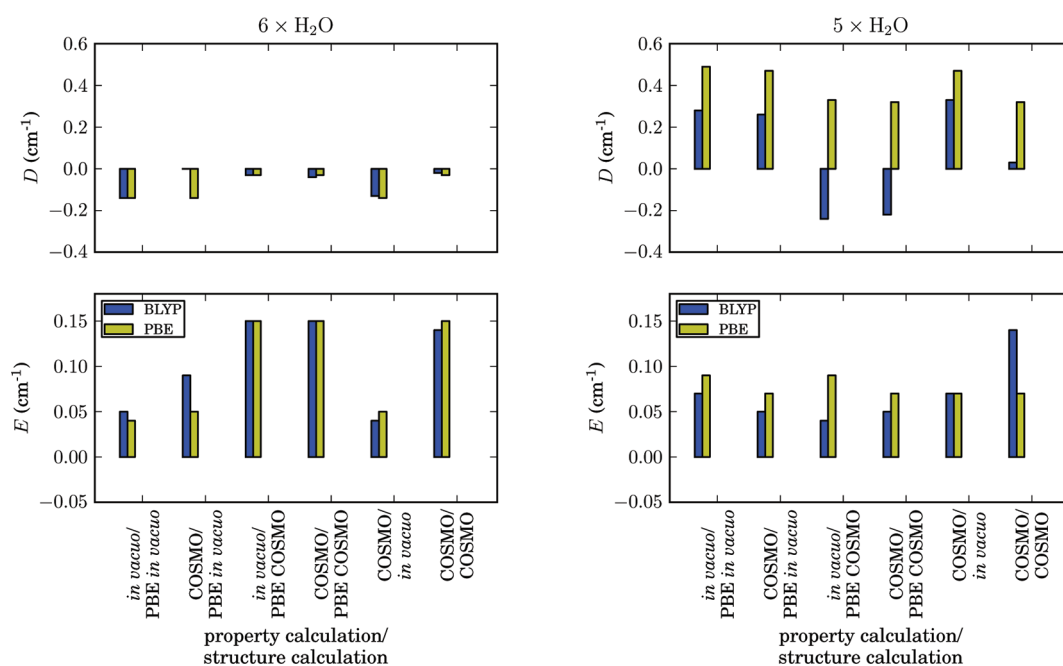 6 × H₂O
0.6
0.4
0.2
0.0
−0.2
−0.4
D (cm⁻¹)
0.15
0.10
0.05
0.00
−0.05
E (cm⁻¹)
BLYP
PBE
in vacuo/
PBE in vacuo
COSMO/
PBE in vacuo
in vacuo/
PBE COSMO
COSMO/
PBE COSMO
COSMO/
in vacuo
COSMO/
COSMO
property calculation/
structure calculation
5 × H₂O
0.6
0.4
0.2
0.0
−0.2
−0.4
D (cm⁻¹)
0.15
0.10
0.05
0.00
−0.05
E (cm⁻¹)
BLYP
PBE
in vacuo/
PBE in vacuo
COSMO/
PBE in vacuo
in vacuo/
PBE COSMO
COSMO/
PBE COSMO
COSMO/
in vacuo
COSMO/
COSMO
property calculation/
structure calculation